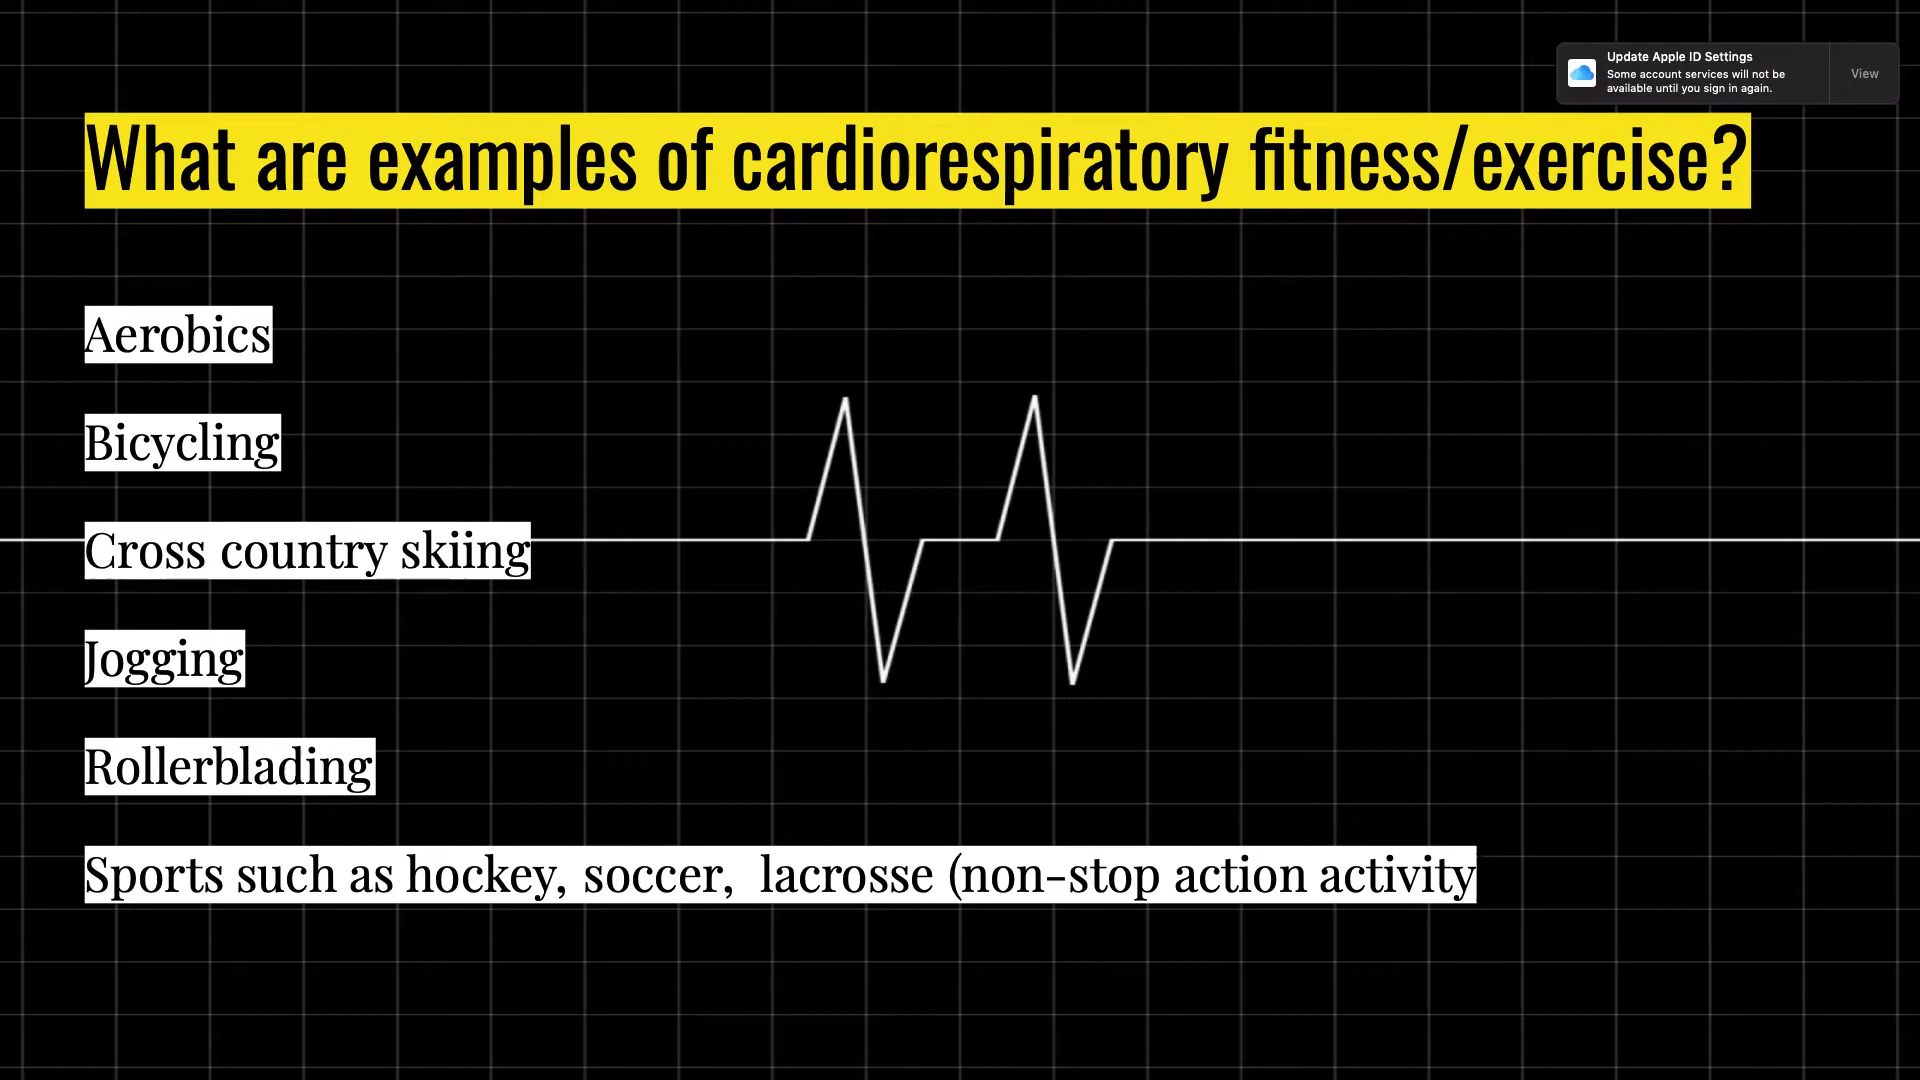 Update Apple ID Settings
Some account services will not be
available until you sign in again.
View
What are examples of cardiorespiratory fitness/exercise?
Aerobics
Bicycling
Cross country skiing
Jogging
Rollerblading
Sports such as hockey, soccer,  lacrosse (non-stop action activity